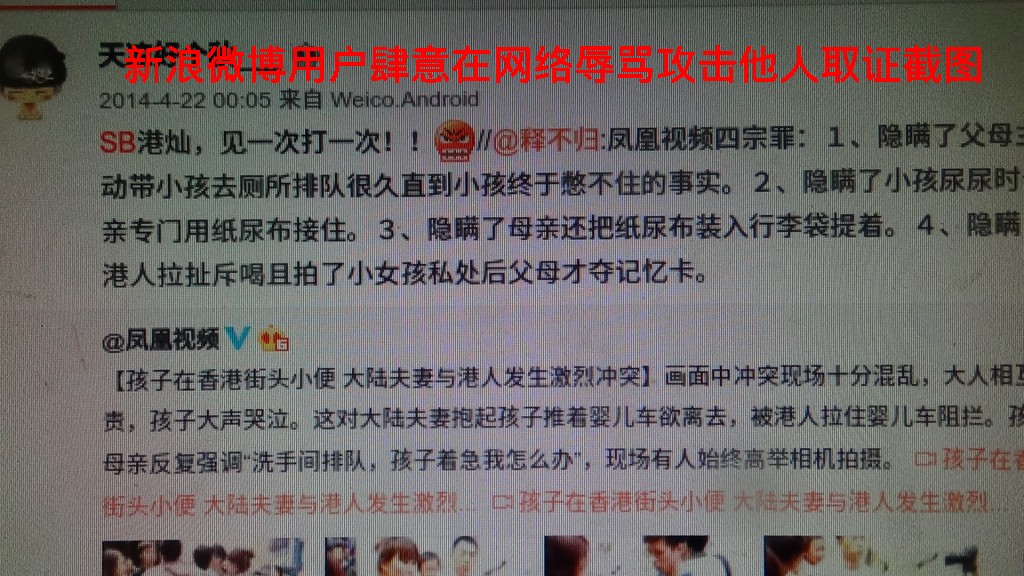 新浪微博用户肆意在网络辱骂攻击他人取证截图
2014-4-22 00:05 来自 Weico.Android
SB港灿，见一次打一次！！//@释不归:凤凰视频四宗罪：１、隐瞒了父母主
动带小孩去厕所排队很久直到小孩终于憋不住的事实。２、隐瞒了小孩尿尿时
亲专门用纸尿布接住。３、隐瞒了母亲还把纸尿布装入行李袋提着。４、隐瞒
港人拉扯斥喝且拍了小女孩私处后父母才夺记忆卡。
@凤凰视频
【孩子在香港街头小便 大陆夫妻与港人发生激烈冲突】画面中冲突现场十分混乱，大人相互
责，孩子大声哭泣。这对大陆夫妻抱起孩子推着婴儿车欲离去，被港人拉住婴儿车阻拦。孩
母亲反复强调“洗手间排队，孩子着急我怎么办”，现场有人始终高举相机拍摄。 孩子在香
街头小便 大陆夫妻与港人发生激烈... 孩子在香港街头小便 大陆夫妻与港人发生激烈...